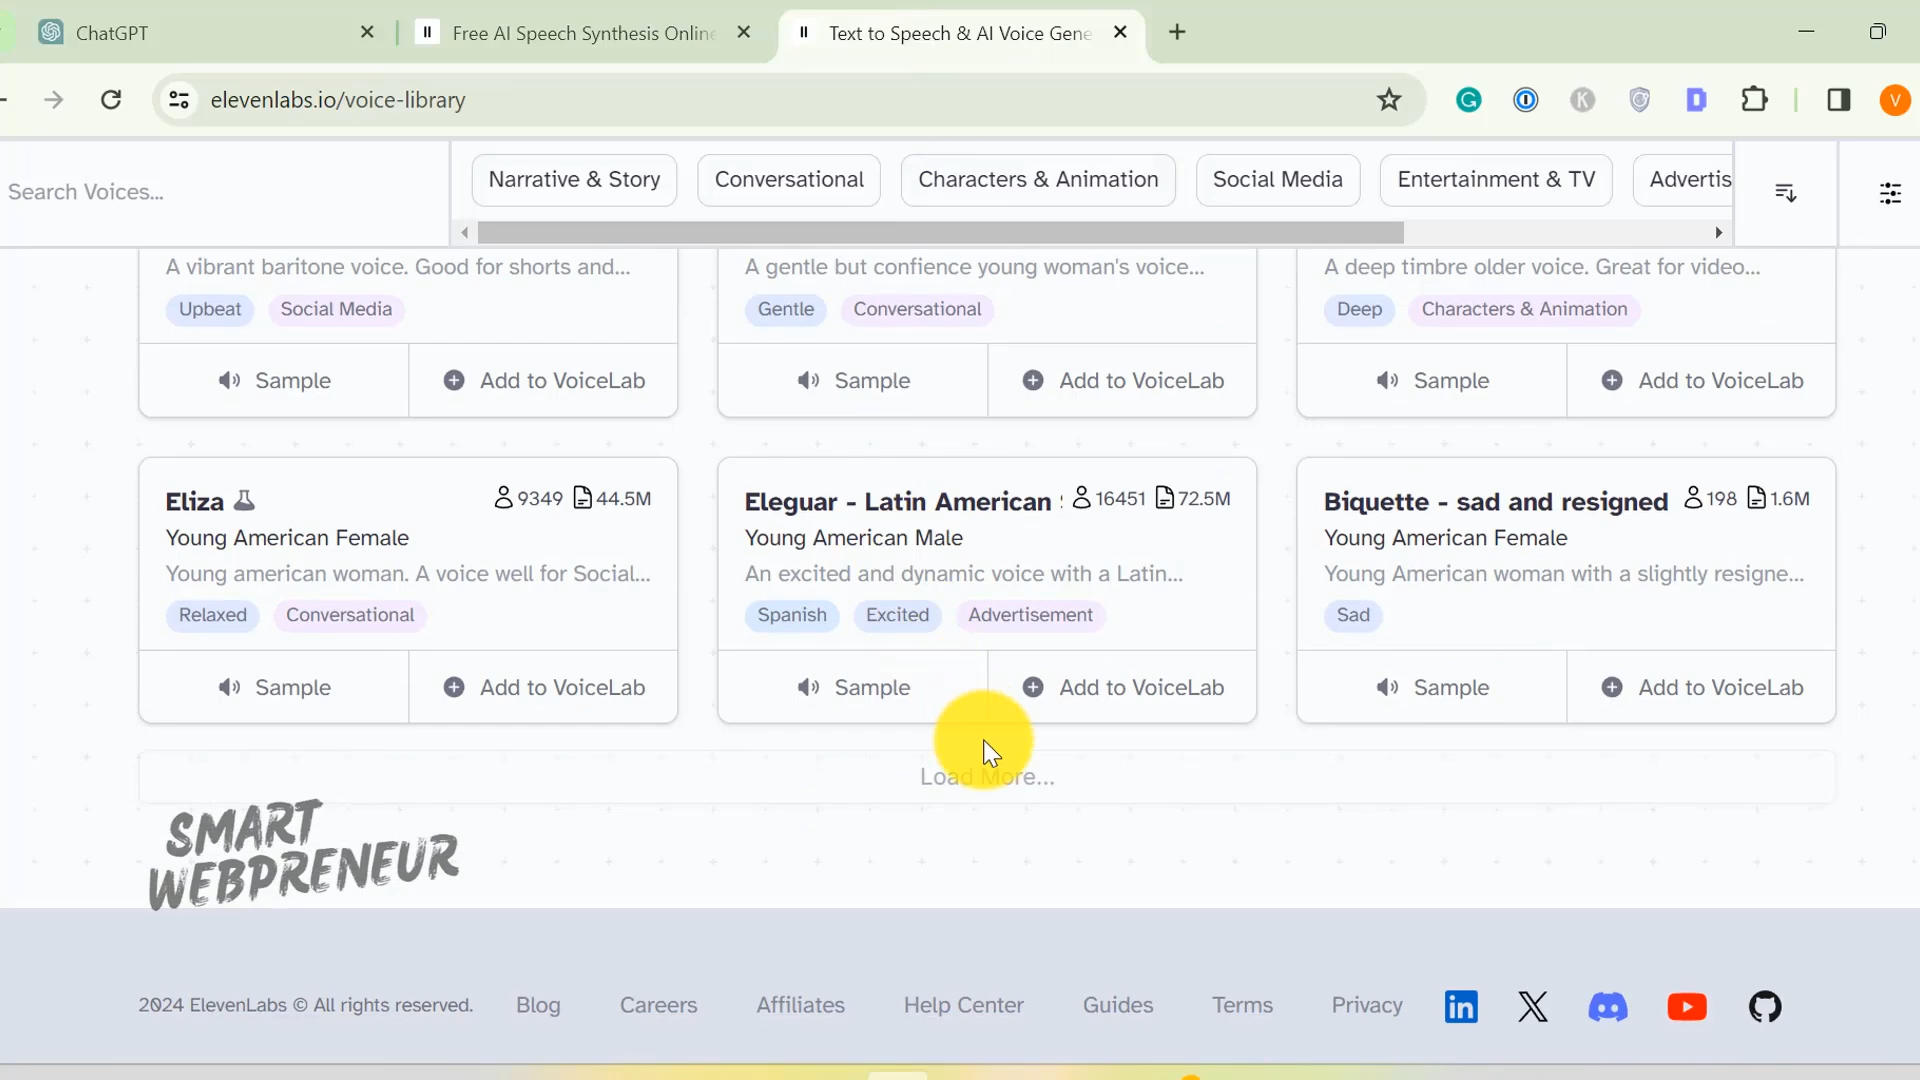 ChatGPT
Free AI Speech Synthesis Online
Text to Speech & AI Voice Gene
elevenlabs.io/voice-library
Search Voices...
Narrative & Story
Conversational
Characters & Animation
Social Media
Entertainment & TV
Advertis
A vibrant baritone voice. Good for shorts and...
Upbeat Social Media
Sample Add to VoiceLab
A gentle but confience young woman's voice...
Gentle Conversational
Sample Add to VoiceLab
A deep timbre older voice. Great for video...
Deep Characters & Animation
Sample Add to VoiceLab
Eliza 9349 44.5M
Young American Female
Young american woman. A voice well for Social...
Relaxed Conversational
Sample Add to VoiceLab
Eleguar - Latin American 16451 72.5M
Young American Male
An excited and dynamic voice with a Latin...
Spanish Excited Advertisement
Sample Add to VoiceLab
Biquette - sad and resigned 198 1.6M
Young American Female
Young American woman with a slightly resigne...
Sad
Sample Add to VoiceLab
Load More...
SMART
WEBPRENEUR
2024 ElevenLabs © All rights reserved. Blog Careers Affiliates Help Center Guides Terms Privacy